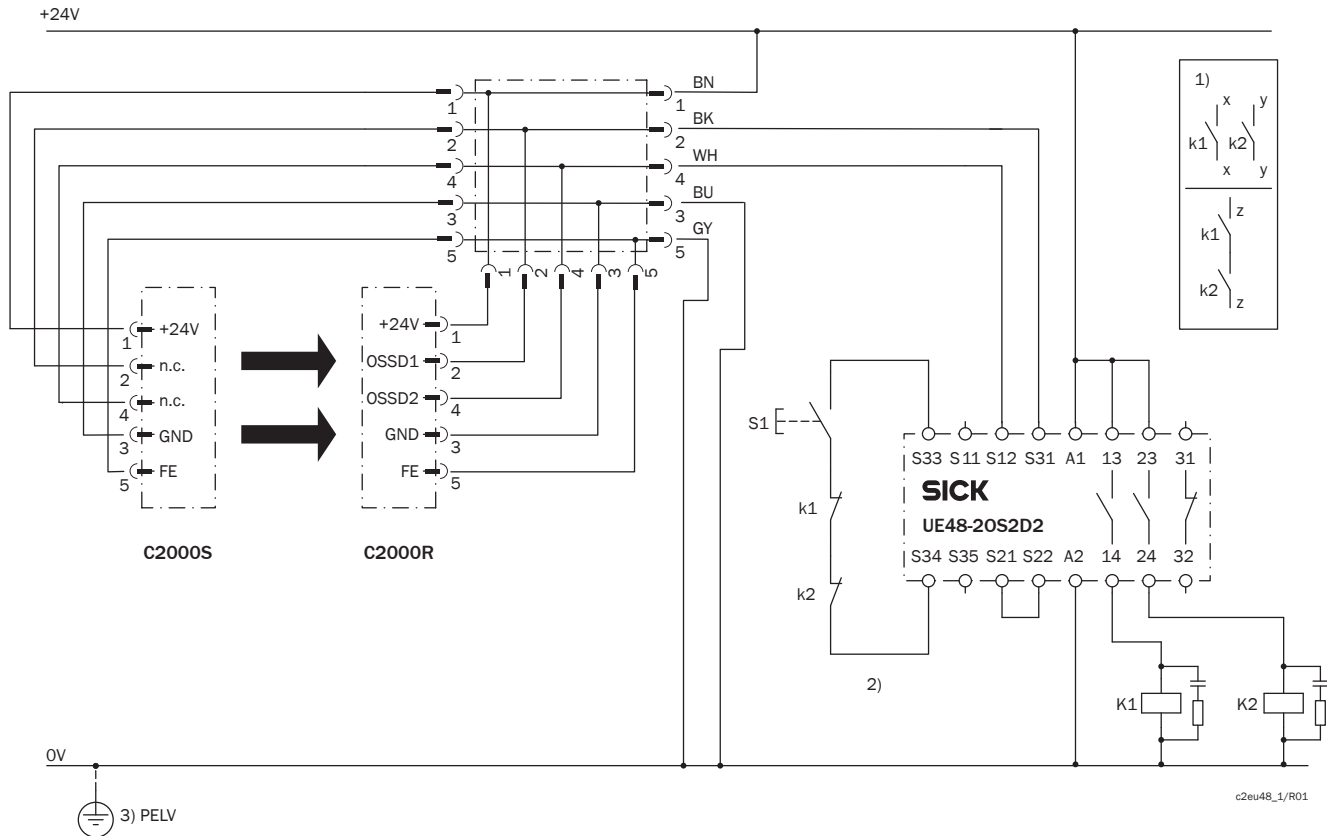 +24V
1
2
4
3
5
BN
1
BK
2
WH
4
BU
3
GY
5
1
2
4
3
5
1)
x y
k1 k2
x y
z
k1
k2
z
+24V
1
n.c.
2
n.c.
4
GND
3
FE
5
C2000S
+24V
1
OSSD1
2
OSSD2
4
GND
3
FE
5
C2000R
S1
k1
k2
2)
S33 S11 S12 S31 A1 13 23 31
SICK
UE48-20S2D2
S34 S35 S21 S22 A2 14 24 32
K1
K2
0V
3) PELV
c2eu48_1/R01